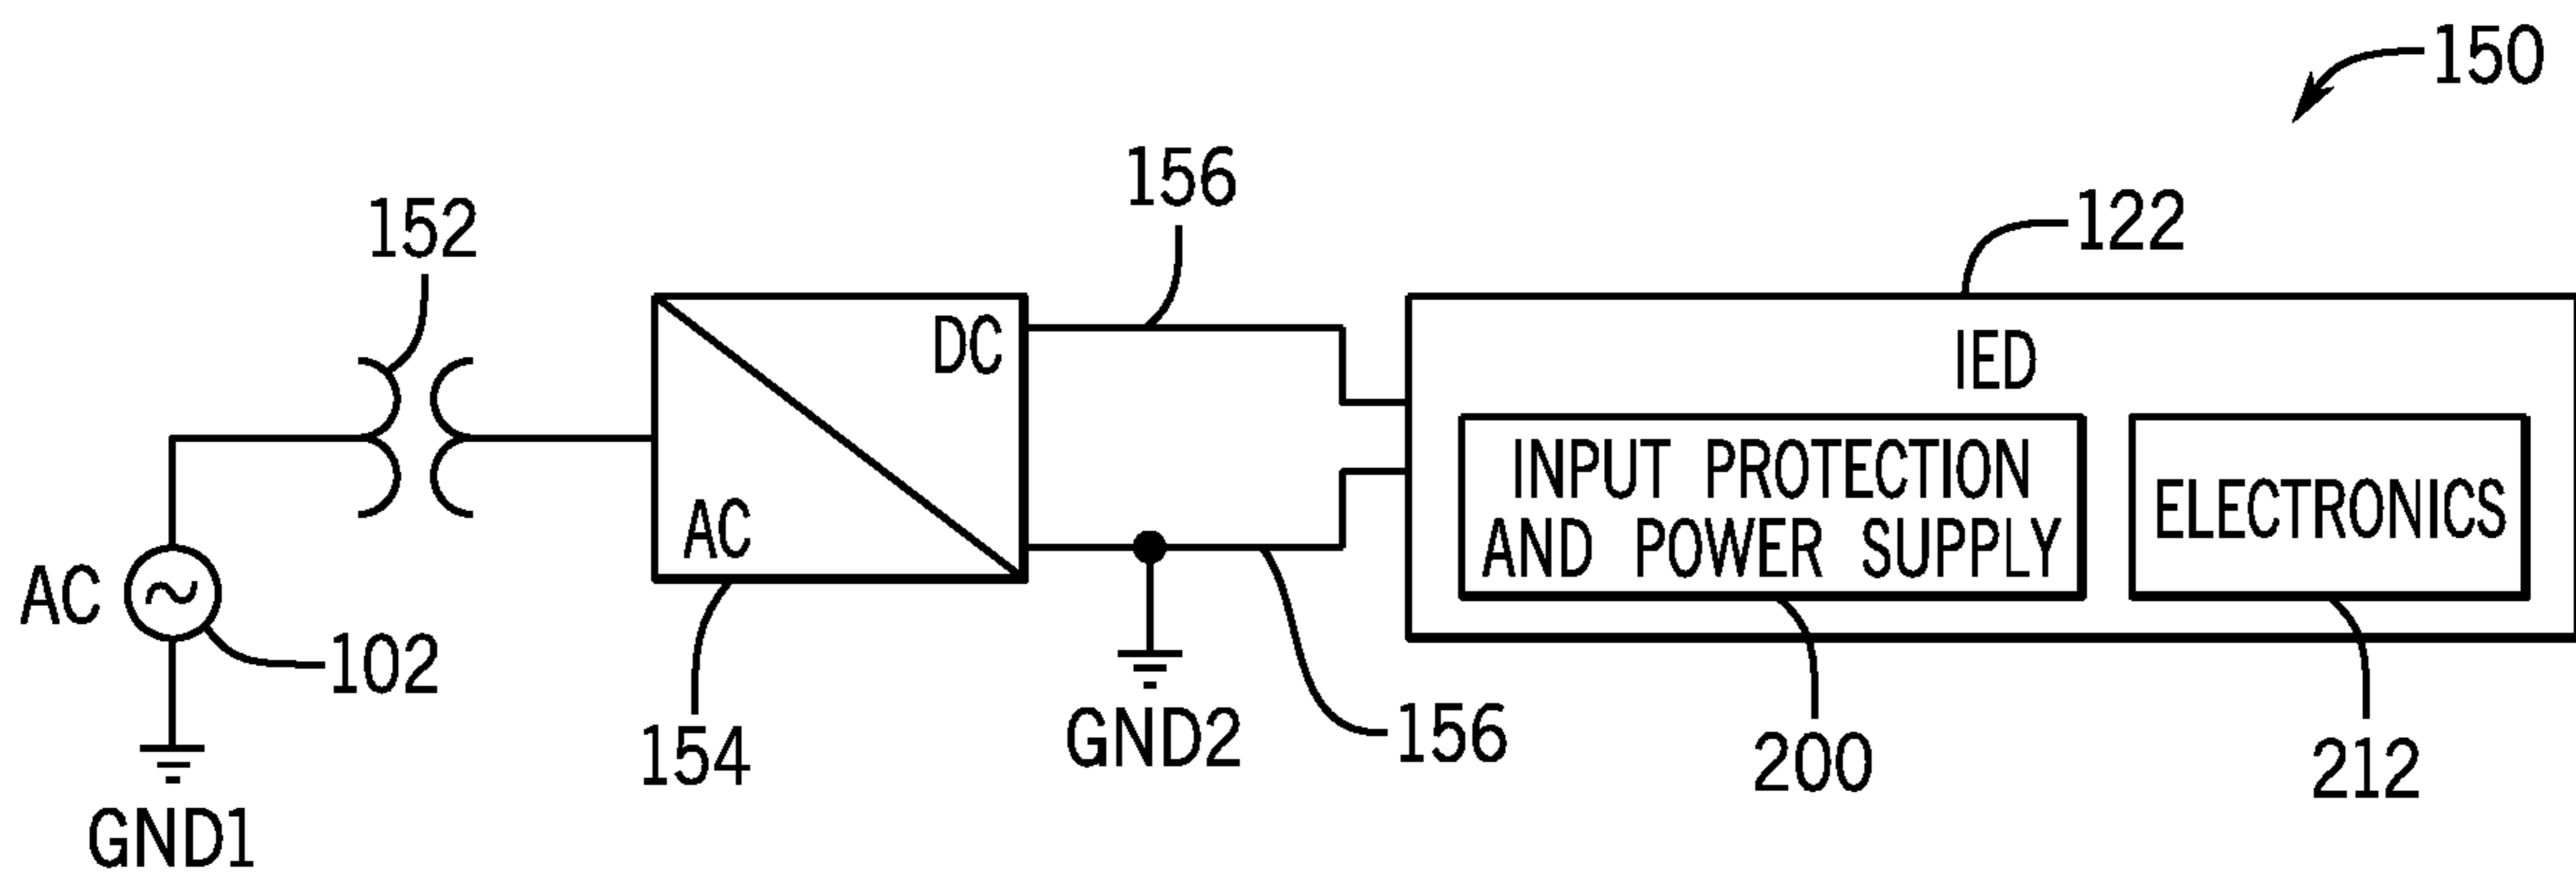 150
156
122
152
DC
IED
INPUT PROTECTION
AND POWER SUPPLY
ELECTRONICS
AC
AC
102
GND2
156
154
200
212
GND1